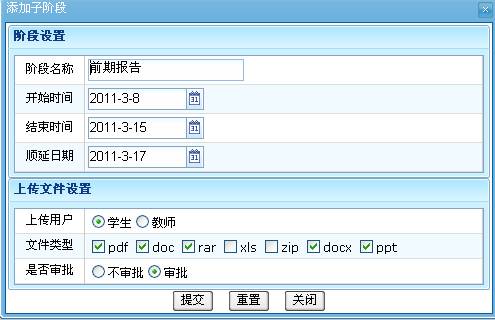 添加子阶段
阶段设置
阶段名称 前期报告
开始时间 2011-3-8 31
结束时间 2011-3-15 31
顺延日期 2011-3-17 31
上传文件设置
上传用户 学生 教师
文件类型 pdf doc rar xls zip docx ppt
是否审批 不审批 审批
提交 重置 关闭